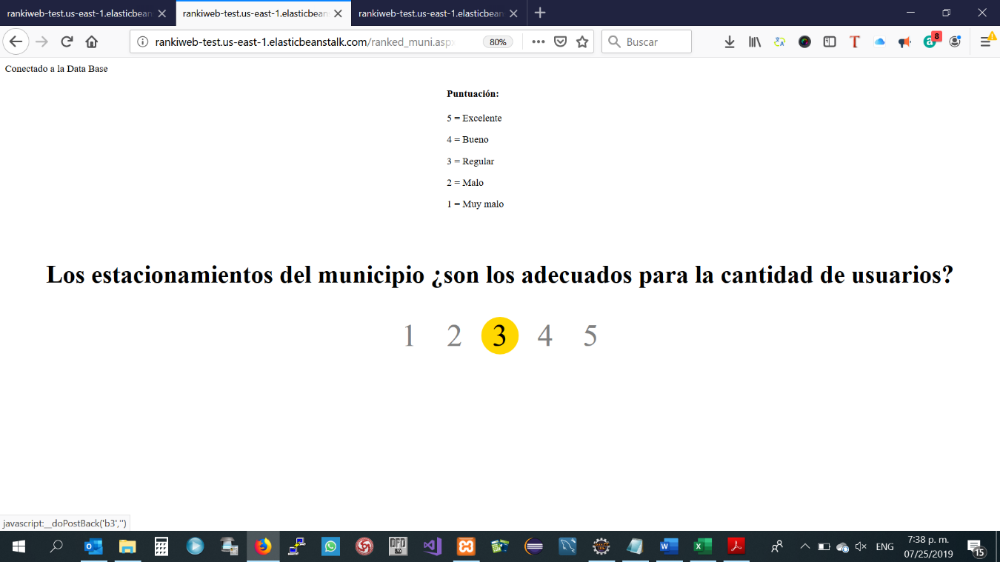 rankiweb-test.us-east-1.elasticbean
rankiweb-test.us-east-1.elasticbean
rankiweb-test.us-east-1.elasticbean
rankiweb-test.us-east-1.elasticbeanstalk.com/ranked_muni.aspx
80%
Buscar
8
Conectado a la Data Base
Puntuación:
5 = Excelente
4 = Bueno
3 = Regular
2 = Malo
1 = Muy malo
Los estacionamientos del municipio ¿son los adecuados para la cantidad de usuarios?
1 2 3 4 5
javascript:__doPostBack('b3','')
ENG
7:38 p. m.
07/25/2019
15